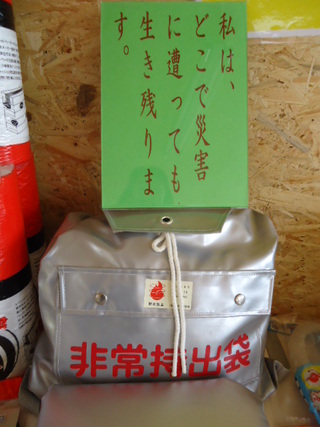 私は、
どこで災害
に遭っても
生き残りま
す。
非常持出袋